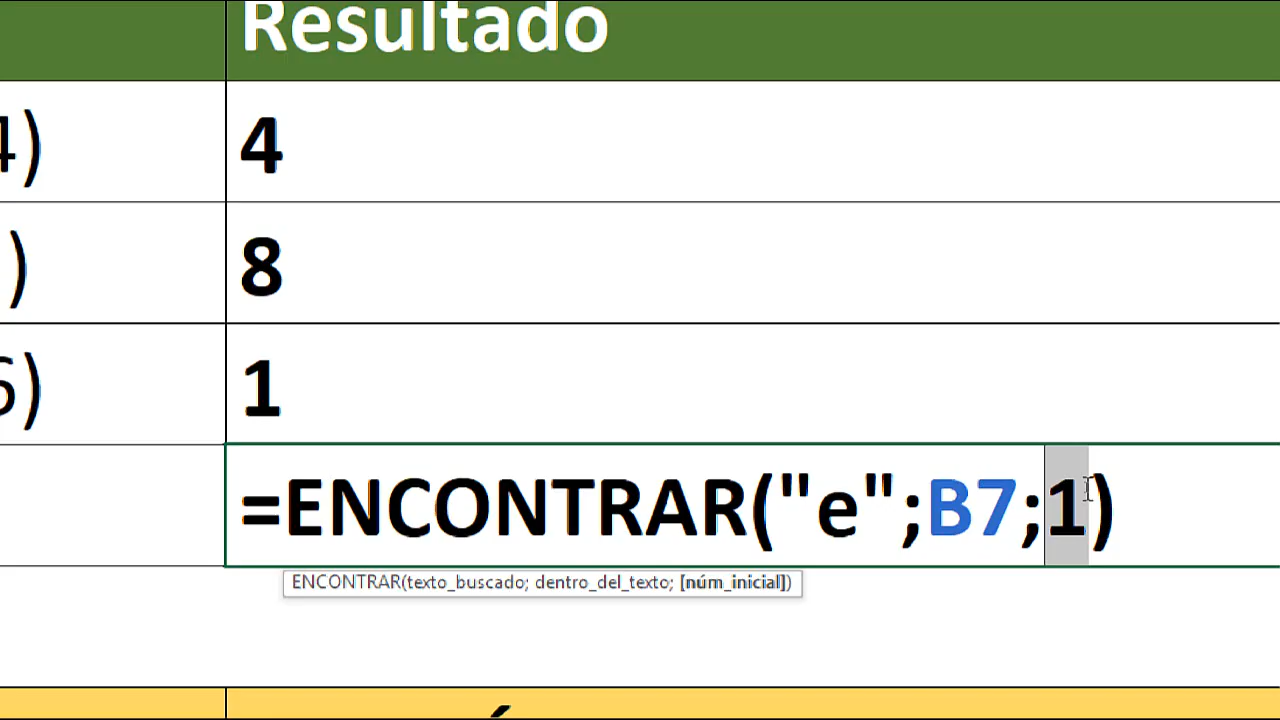 Resultado
4) 4
) 8
6) 1
=ENCONTRAR("e";B7;1)
ENCONTRAR(texto_buscado; dentro_del_texto; [núm_inicial])